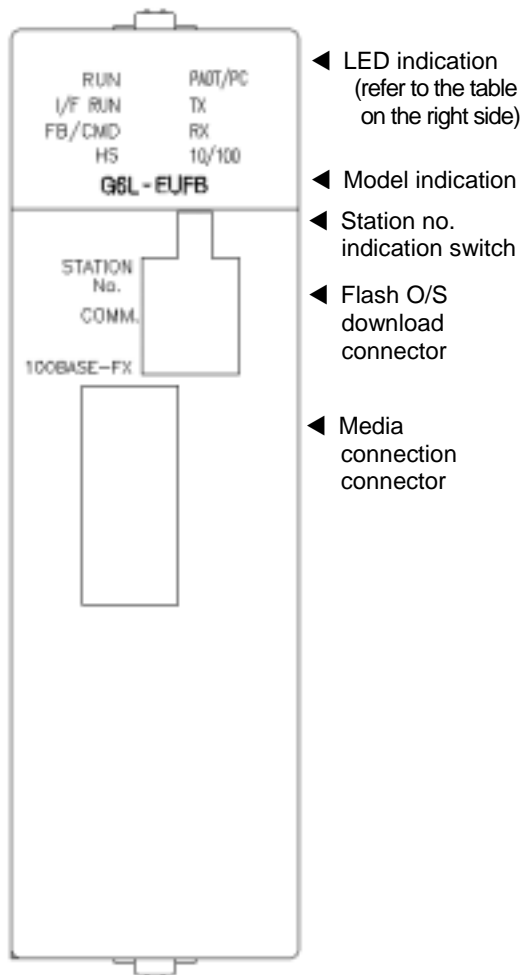 RUN PADT/PC
I/F RUN TX
FB/CMD RX
HS 10/100
G6L - EUFB
STATION
No.
COMM.
100BASE-FX
◀ LED indication
(refer to the table
on the right side)
◀ Model indication
◀ Station no.
indication switch
◀ Flash O/S
download
connector
◀ Media
connection
connector